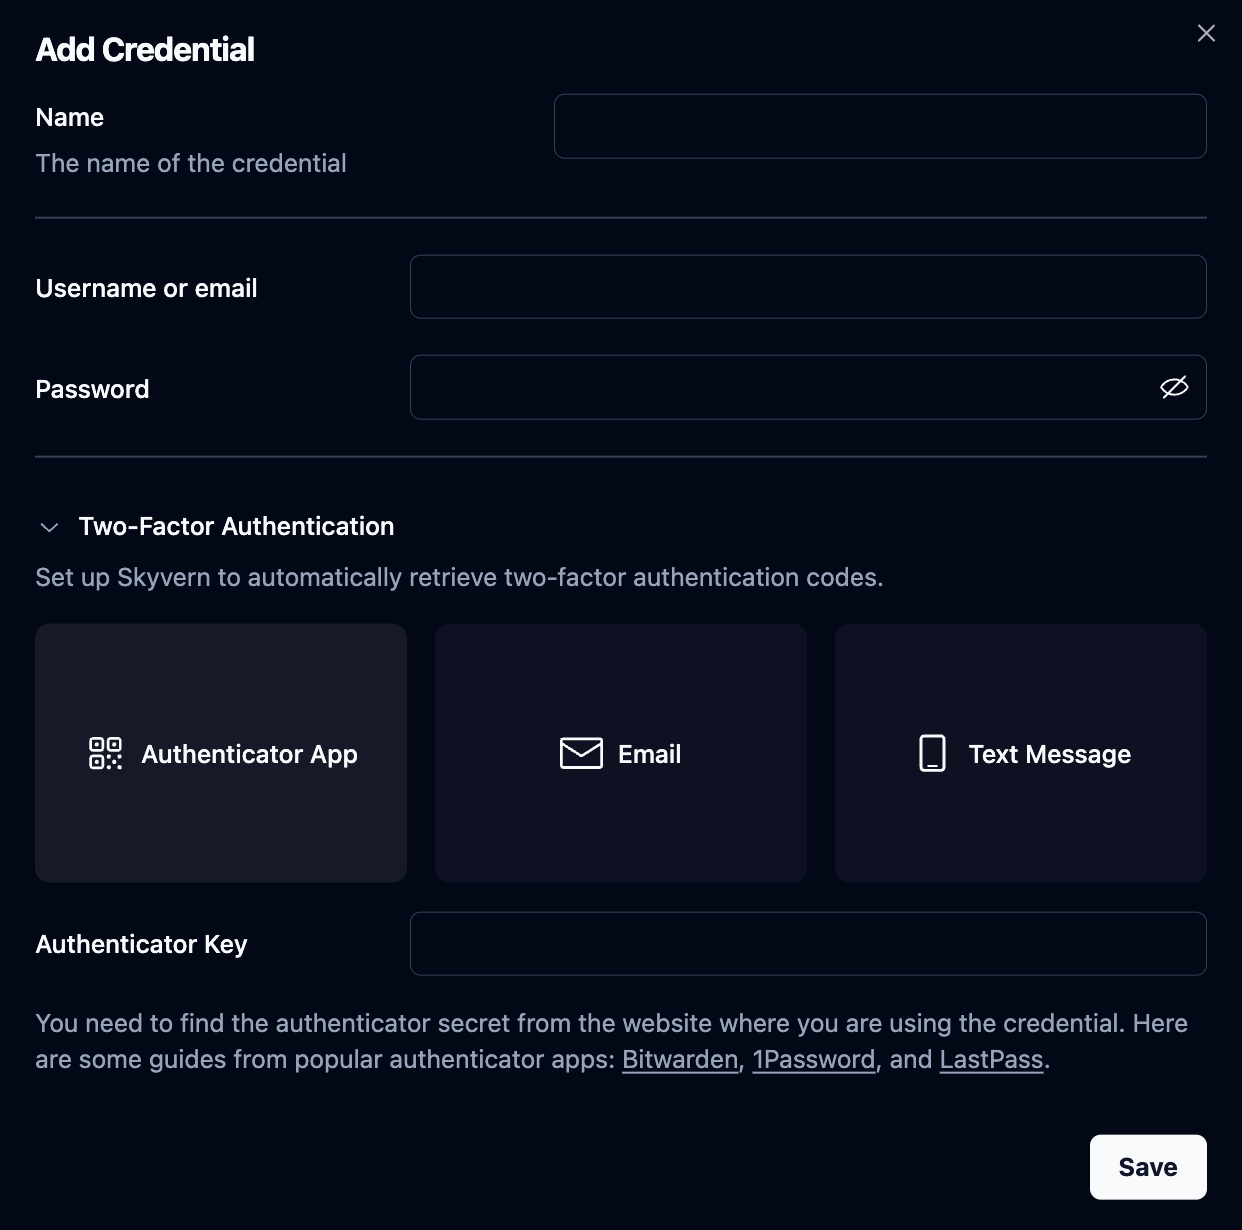 Add Credential
Name
The name of the credential
Username or email
Password
Two-Factor Authentication
Set up Skyvern to automatically retrieve two-factor authentication codes.
Authenticator App
Email
Text Message
Authenticator Key
You need to find the authenticator secret from the website where you are using the credential. Here
are some guides from popular authenticator apps: Bitwarden, 1Password, and LastPass.
Save